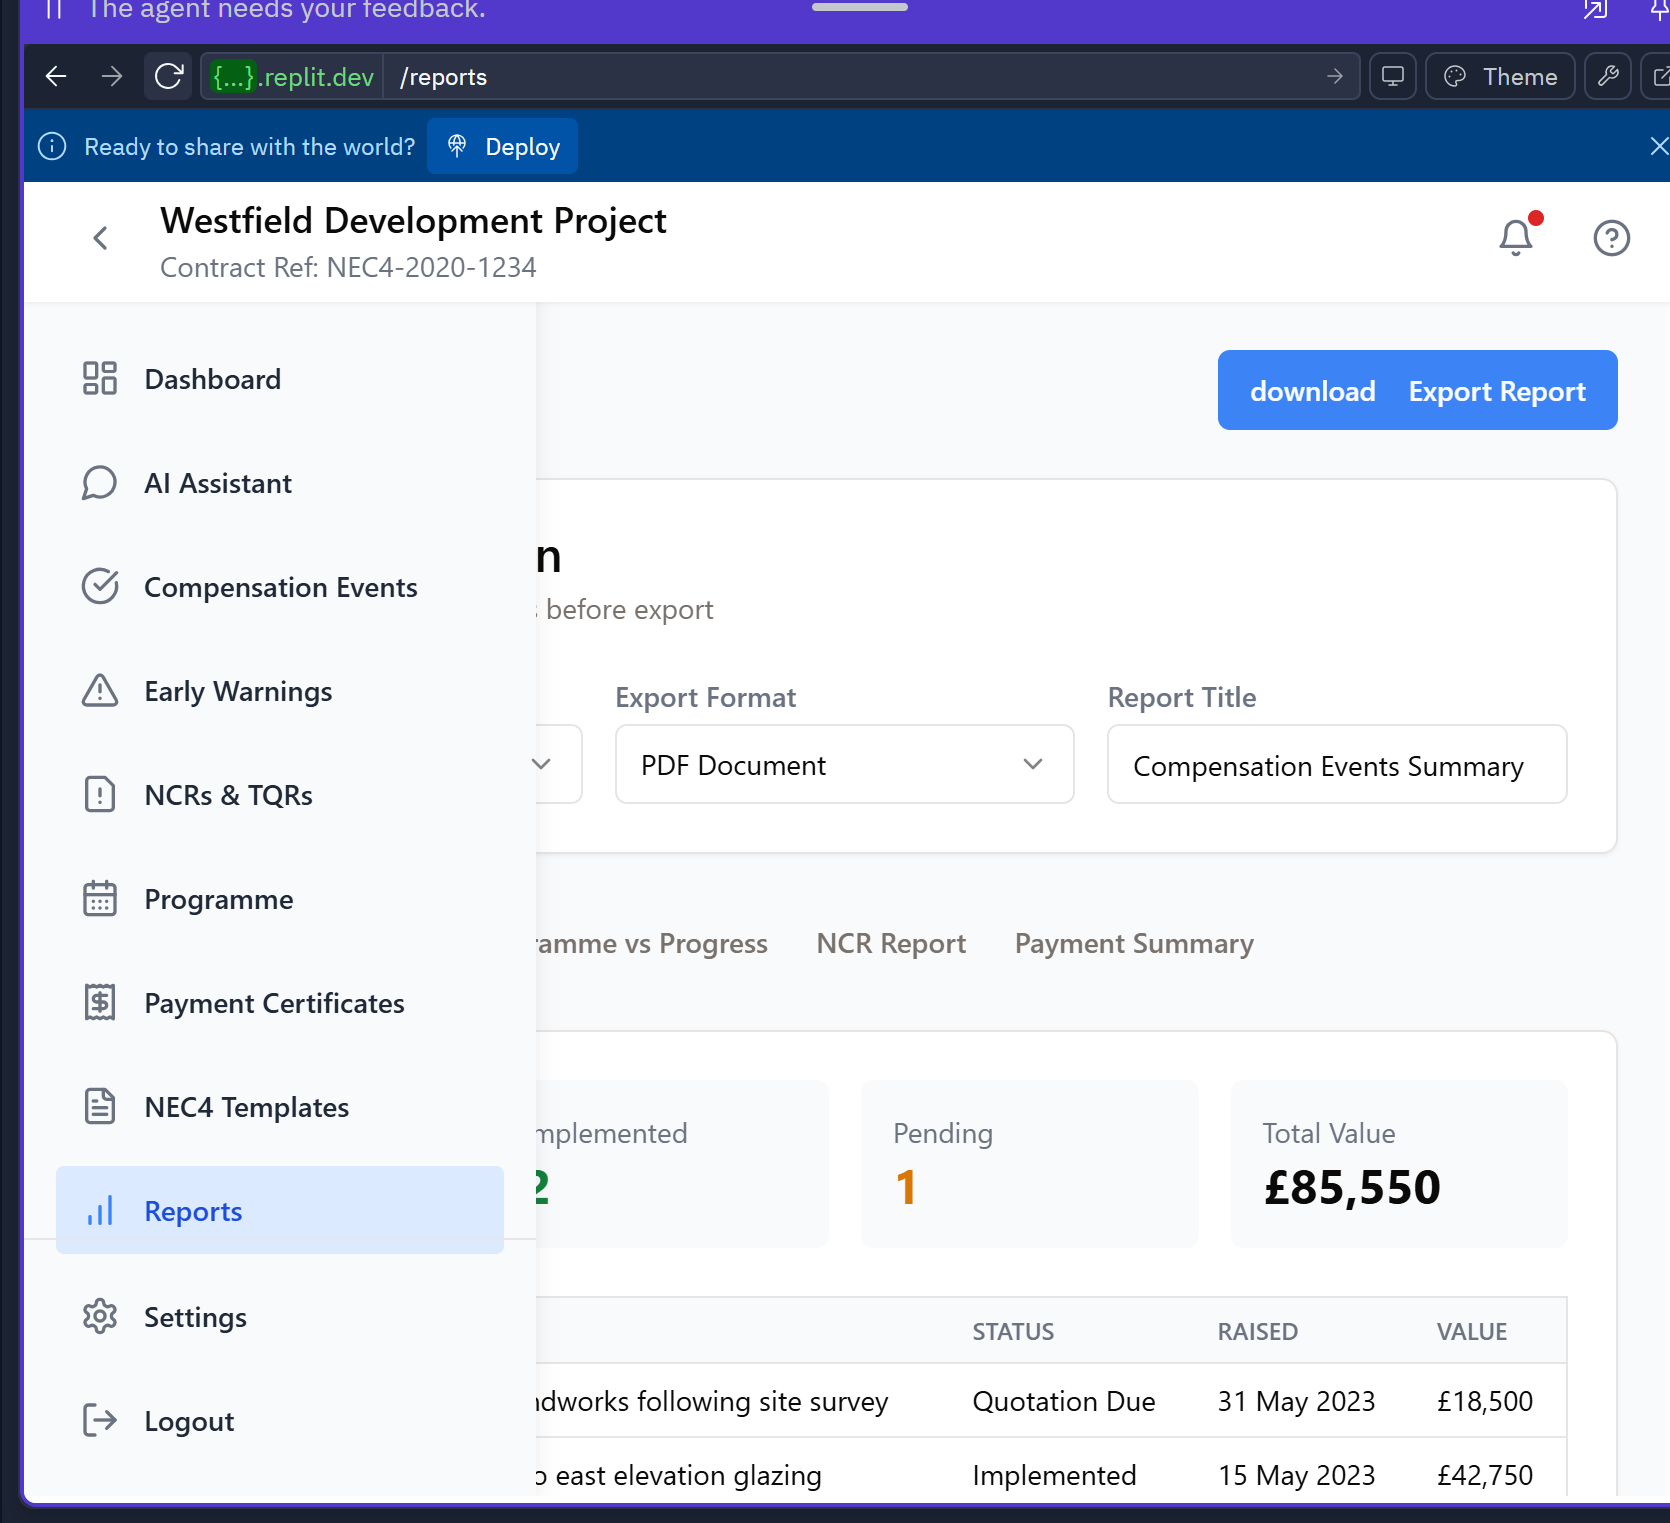 The agent needs your feedback.
{...}.replit.dev /reports
Theme
Ready to share with the world? Deploy
Westfield Development Project
Contract Ref: NEC4-2020-1234
Dashboard
AI Assistant
Compensation Events
Early Warnings
NCRs & TQRs
Programme
Payment Certificates
NEC4 Templates
Reports
Settings
Logout
download Export Report
before export
Export Format
PDF Document
Report Title
Compensation Events Summary
vs Progress NCR Report Payment Summary
Pending
1
Total Value
£85,550
STATUS RAISED VALUE
following site survey Quotation Due 31 May 2023 £18,500
east elevation glazing Implemented 15 May 2023 £42,750